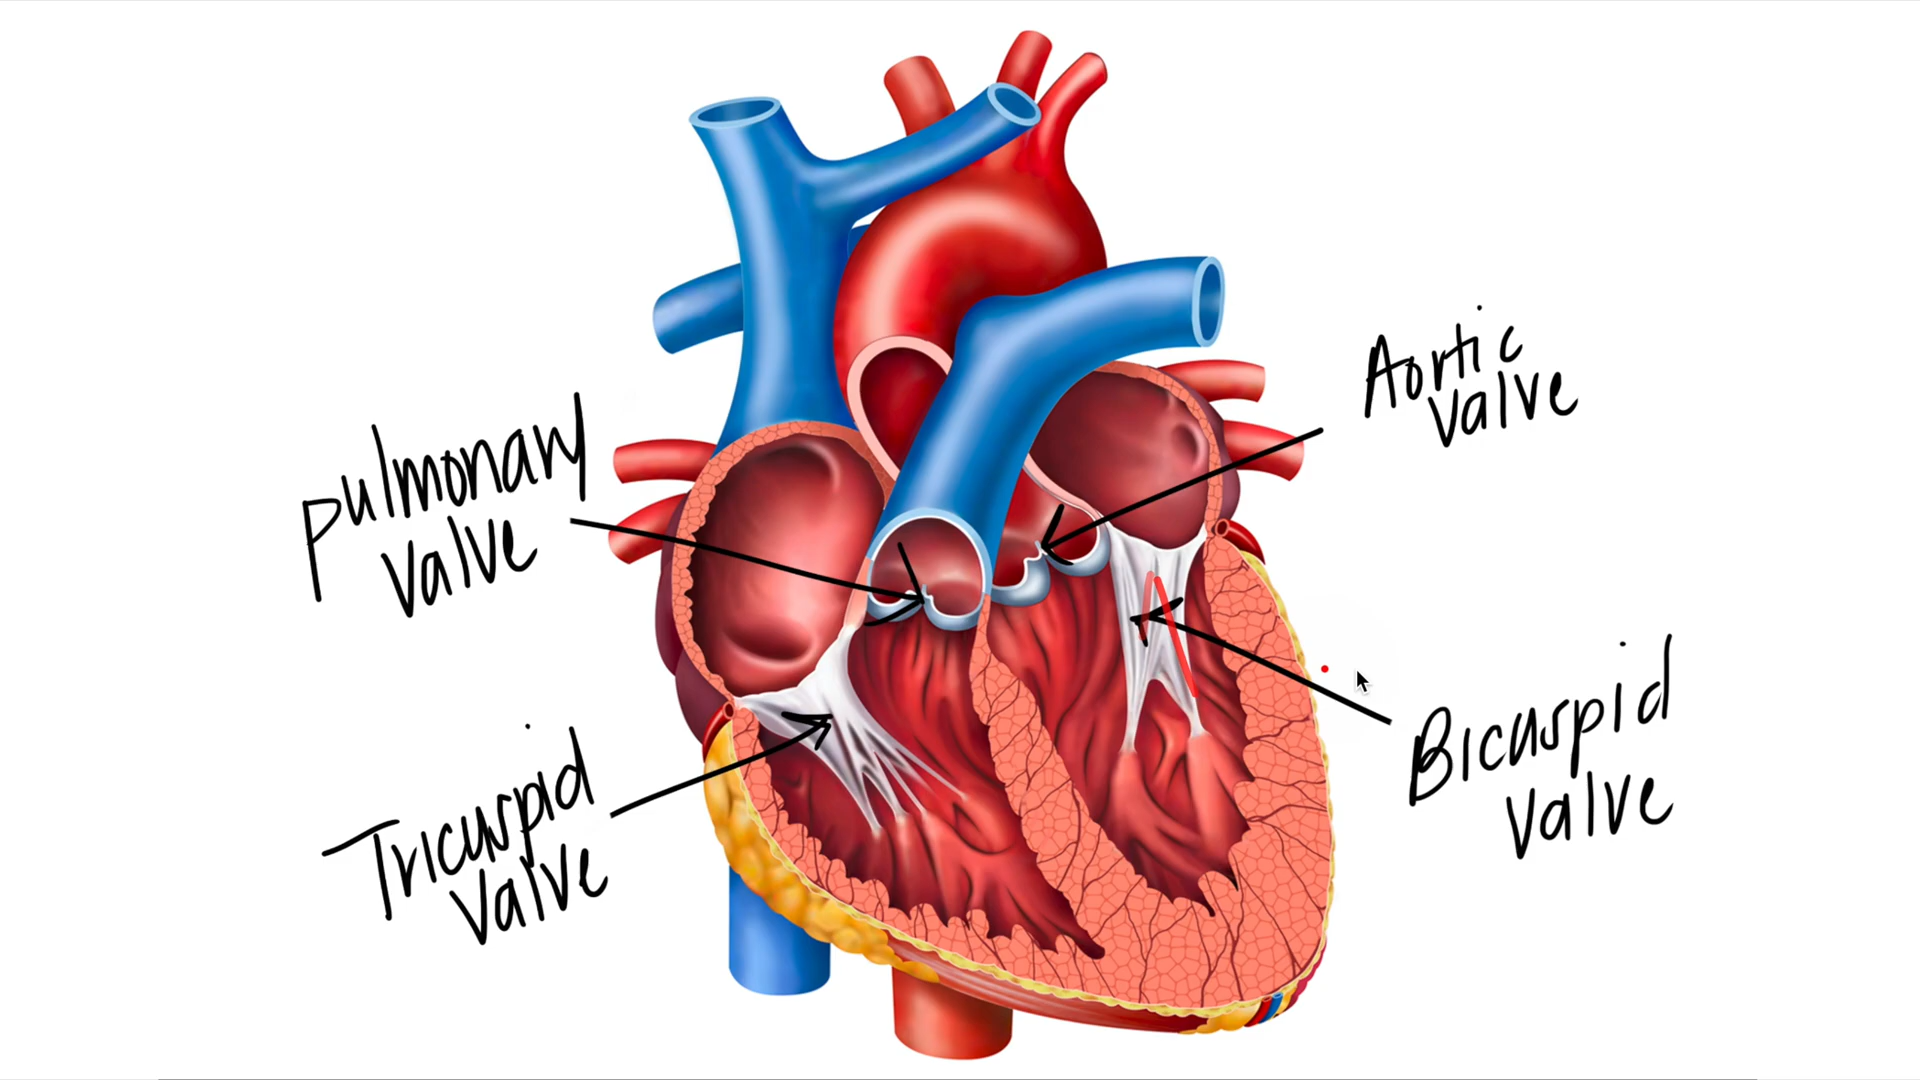 Pulmonary
valve
Aortic
valve
Tricuspid
valve
Bicuspid
valve